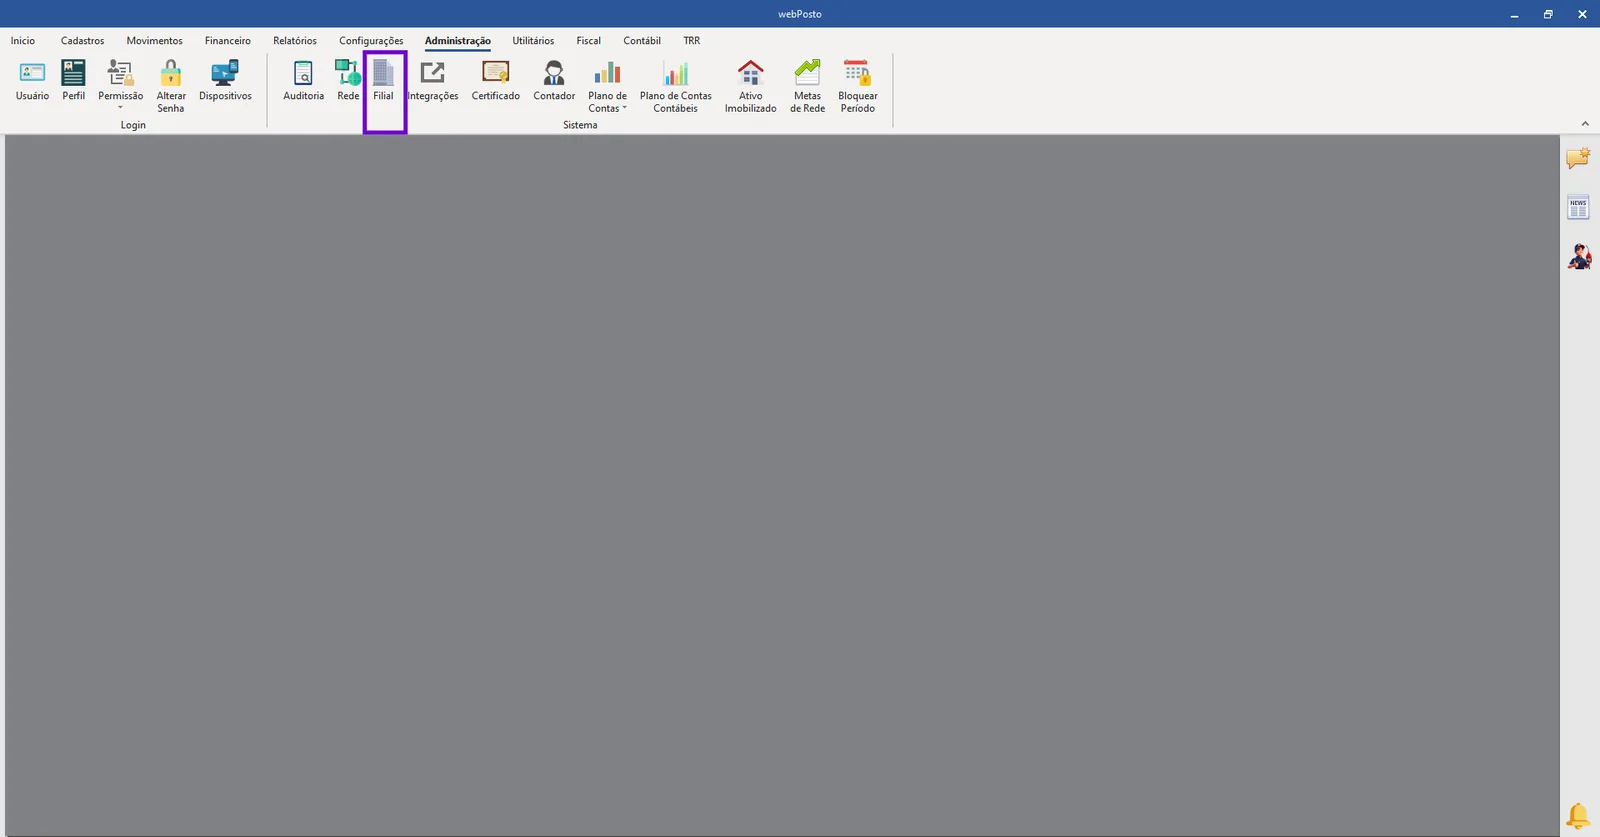 webPosto
Inicio Cadastros Movimentos Financeiro Relatórios Configurações Administração Utilitários Fiscal Contábil TRR
Usuário Perfil Permissão Alterar Senha Dispositivos
Login
Auditoria Rede Filial Integrações Certificado Contador Plano de Contas Plano de Contas Contábeis Ativo Imobilizado Metas de Rede Bloquear Período
Sistema
NEWS